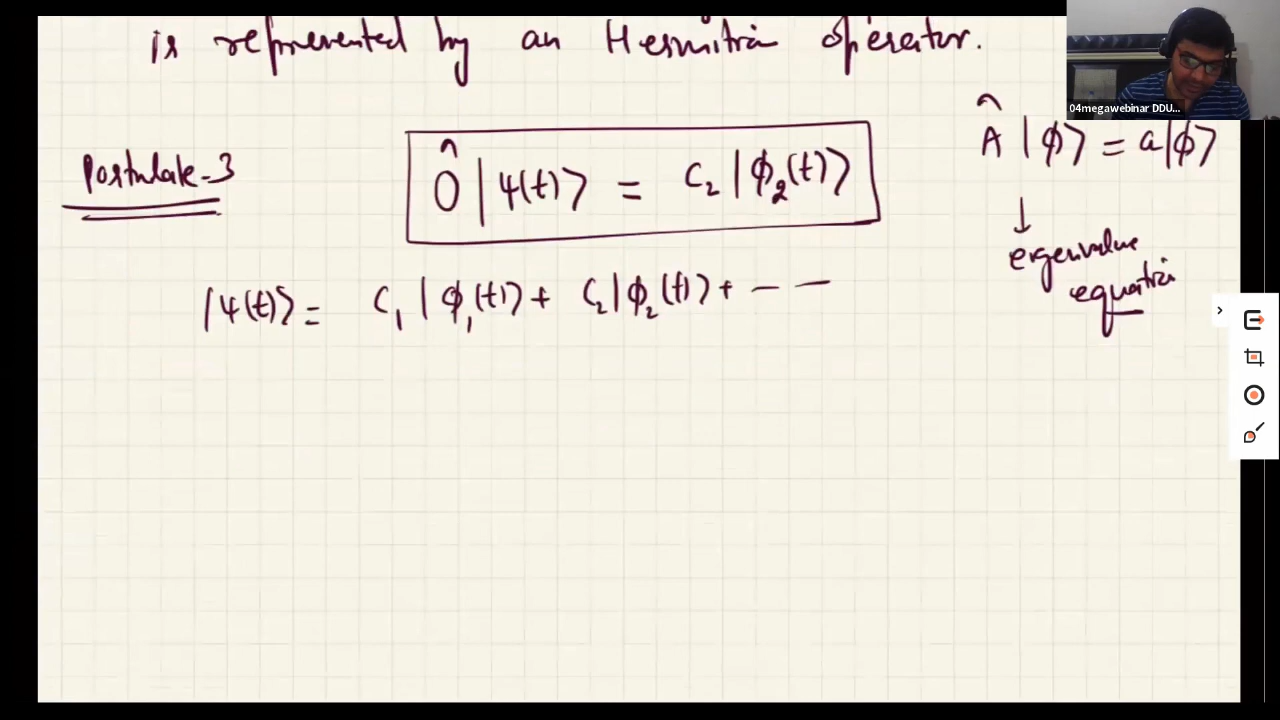 is represented by an Hermitian operator.
04megawebinar DDU...
Â |ϕ⟩ = a|ϕ⟩
Postulate-3
Ô |ψ(t)⟩ = C₂ |ϕ₂(t)⟩
↓
eigenvalue
equation
|ψ(t)⟩ = C₁ |ϕ₁(t)⟩ + C₂|ϕ₂(t)⟩ + — —